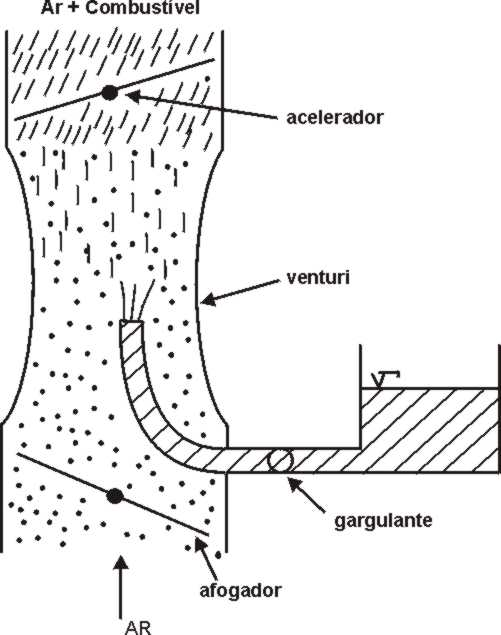 Ar + Combustível
acelerador
venturi
gargulante
afogador
AR